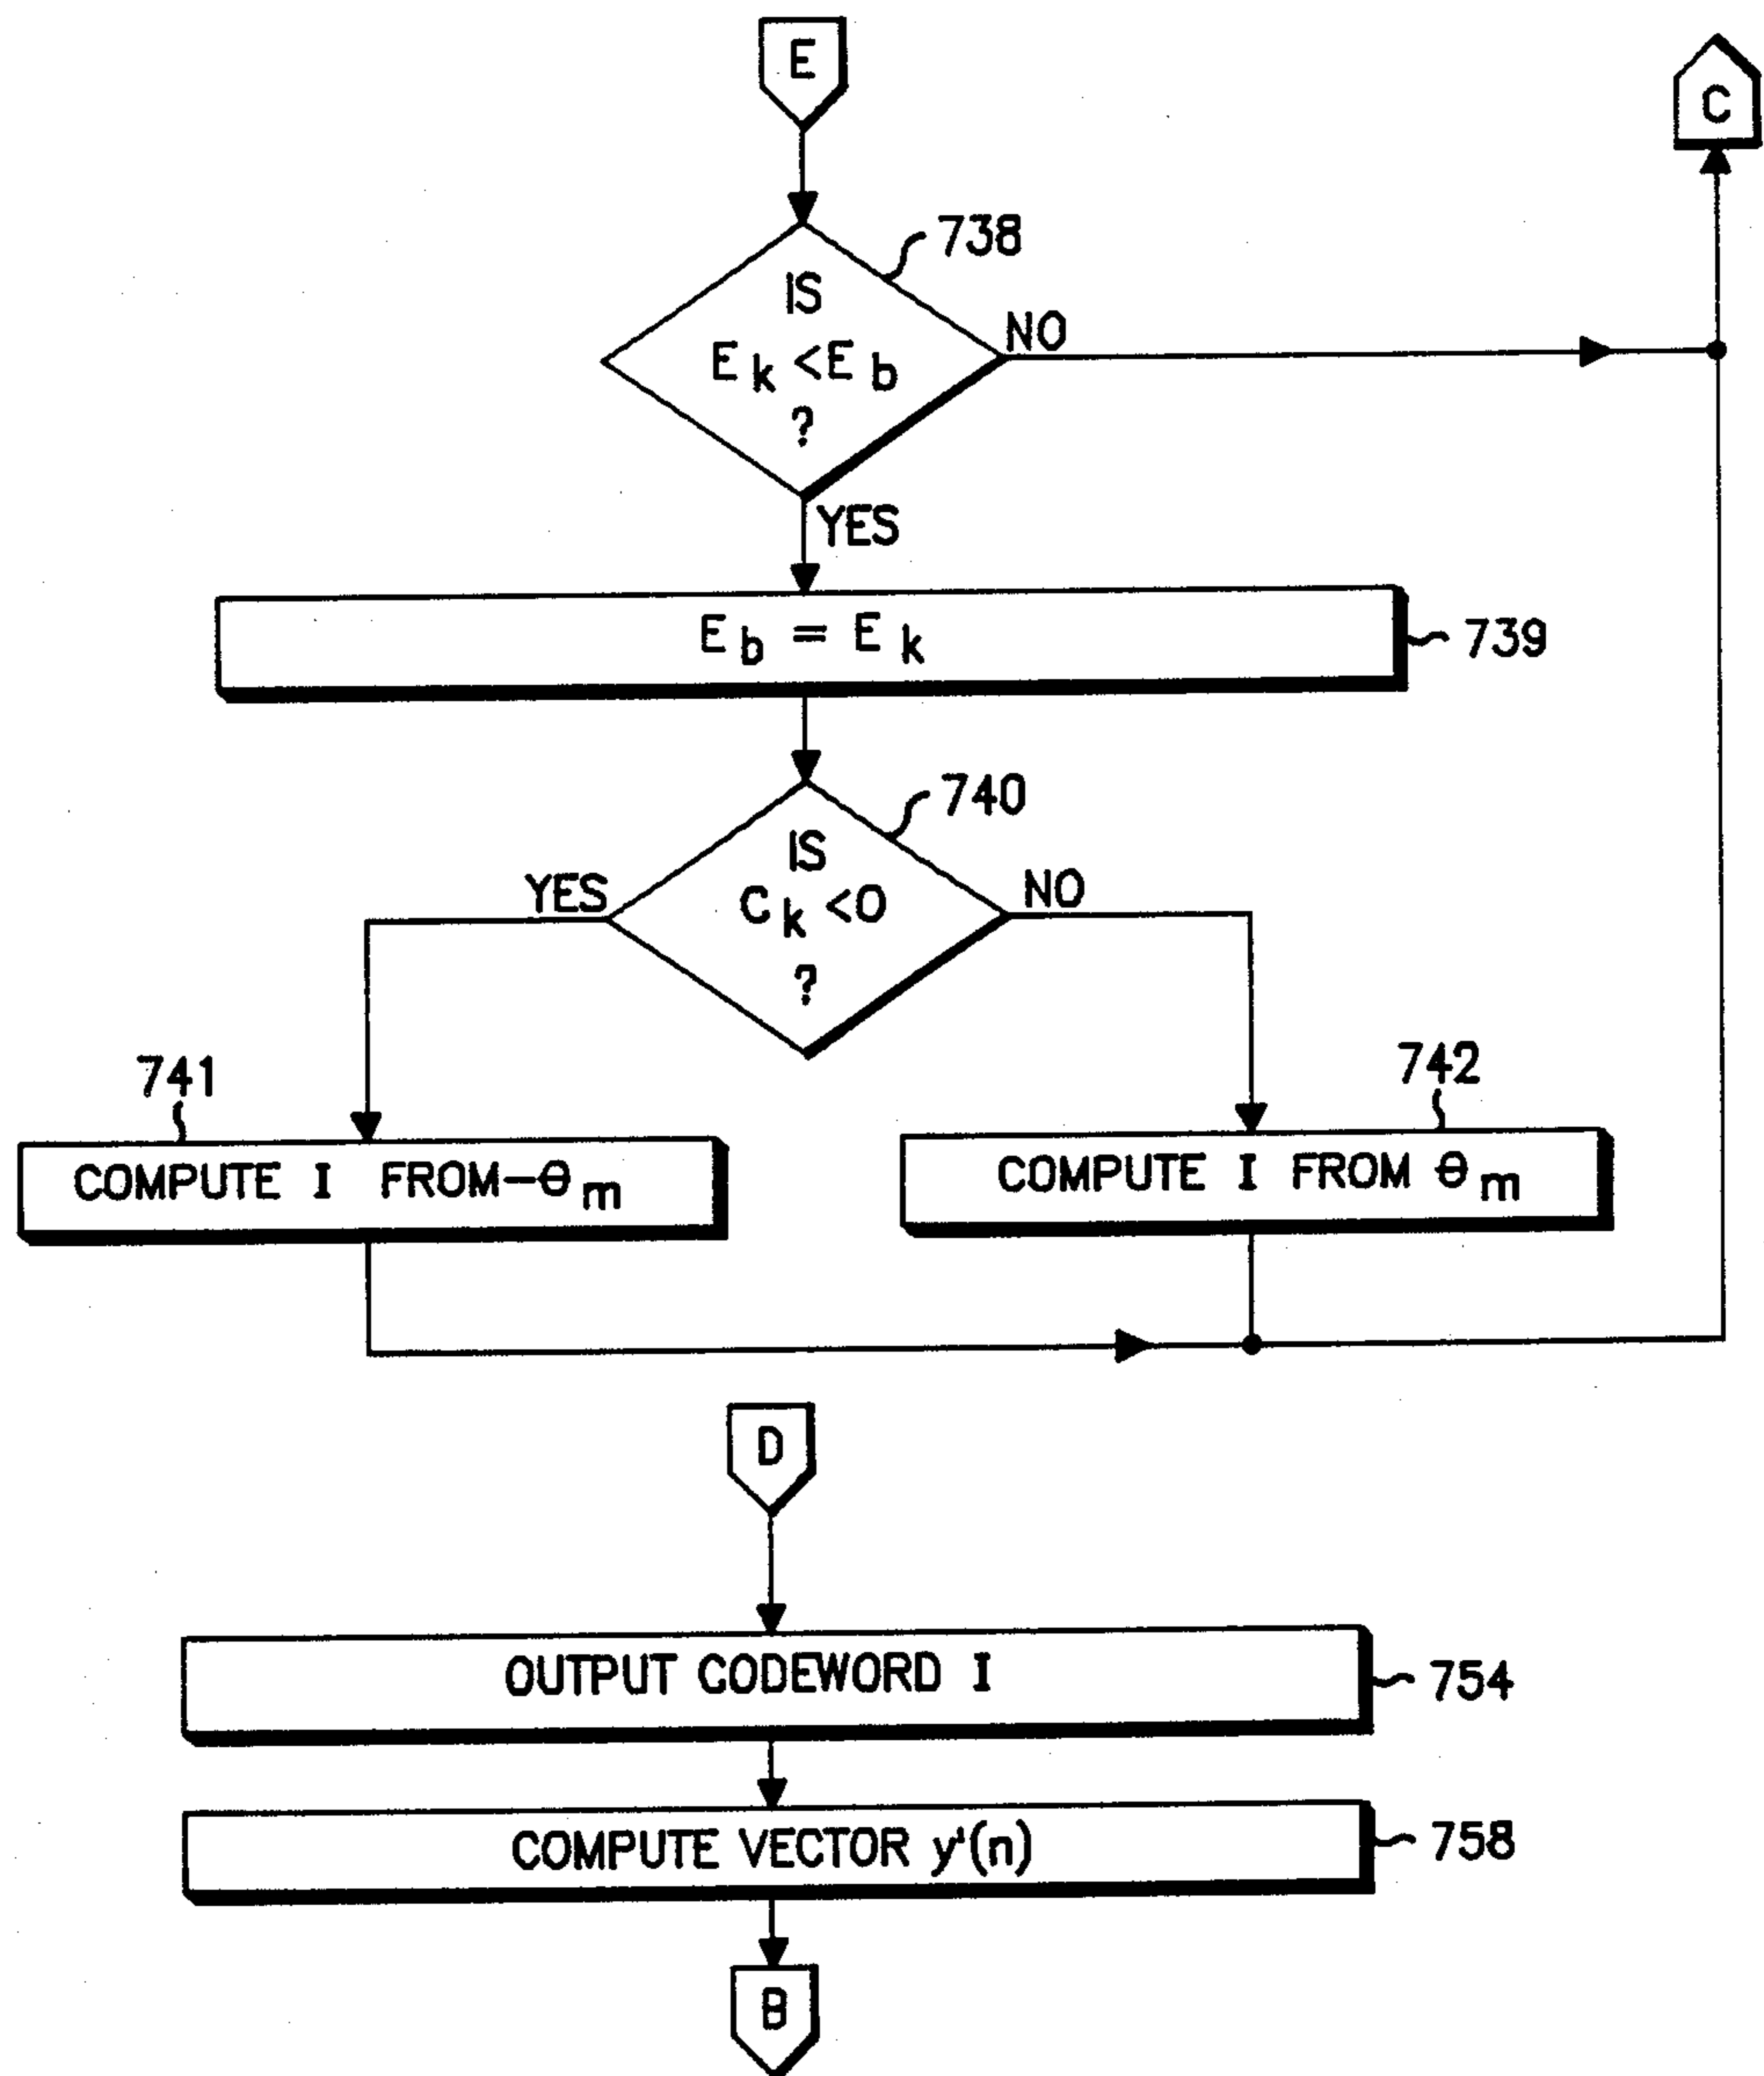 E
C
738
IS
E k < E b
?
NO
YES
E b = E k
739
740
IS
C k < 0
?
YES
NO
741
742
COMPUTE I FROM -θ m
COMPUTE I FROM θ m
D
OUTPUT CODEWORD I
754
COMPUTE VECTOR y'(n)
758
B